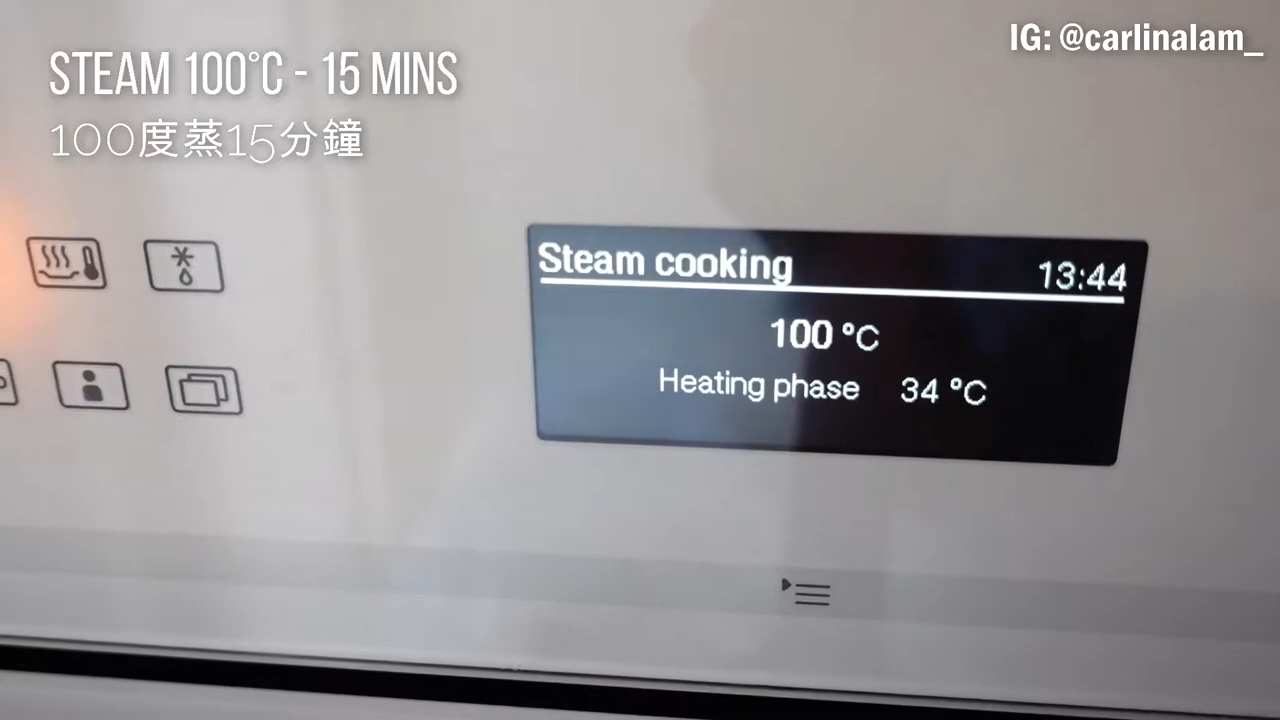 IG: @carlinalam_
STEAM 100°C - 15 MINS
100度蒸15分鐘
Steam cooking 13:44
100 °C
Heating phase 34 °C